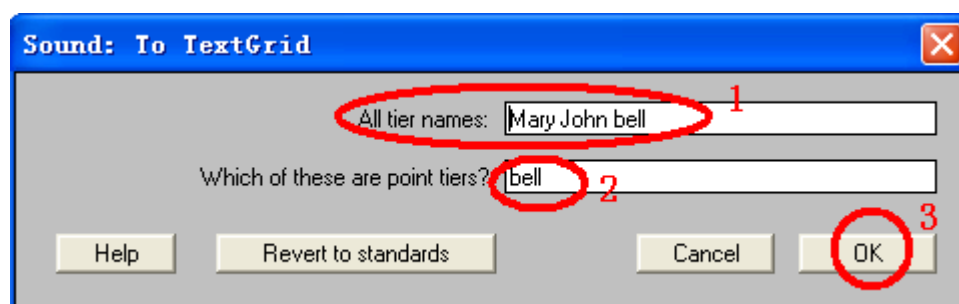 Sound: To TextGrid
1
All tier names: Mary John bell
Which of these are point tiers? bell
2
3
Help Revert to standards Cancel OK